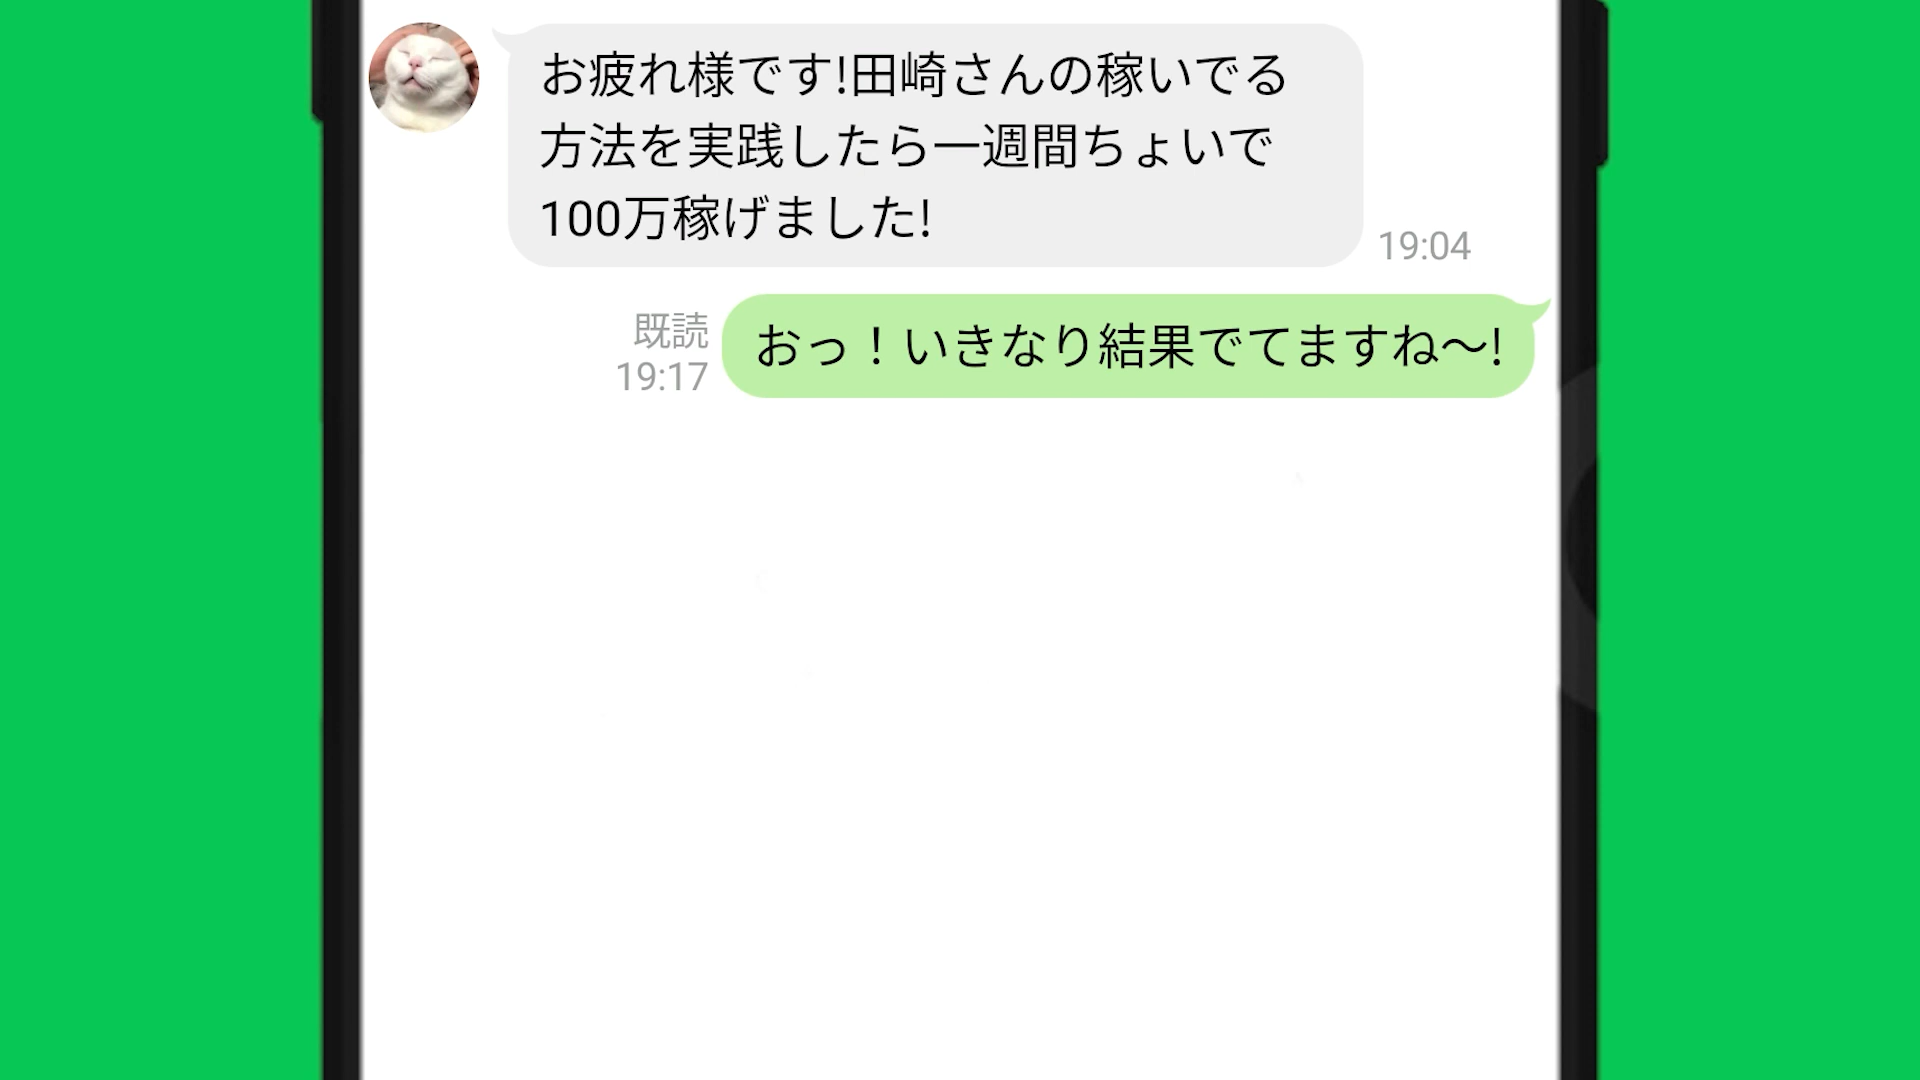 お疲れ様です!田崎さんの稼いでる
方法を実践したら一週間ちょいで
100万稼げました!
19:04
既読
19:17
おっ！いきなり結果でてますね〜!